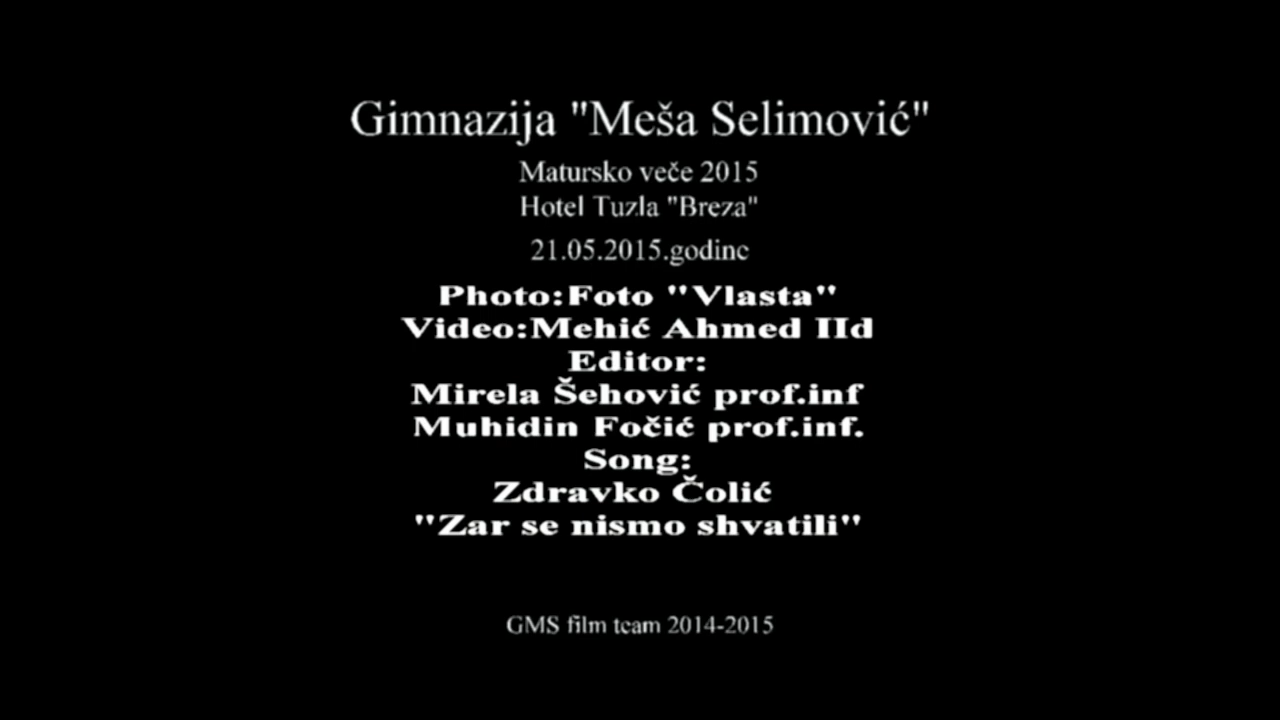 Gimnazija "Meša Selimović"
Matursko veče 2015
Hotel Tuzla "Breza"
21.05.2015.godine
Photo:Foto "Vlasta"
Video:Mehić Ahmed IId
Editor:
Mirela Šehović prof.inf
Muhidin Fočić prof.inf.
Song:
Zdravko Čolić
"Zar se nismo shvatili"
GMS film team 2014-2015